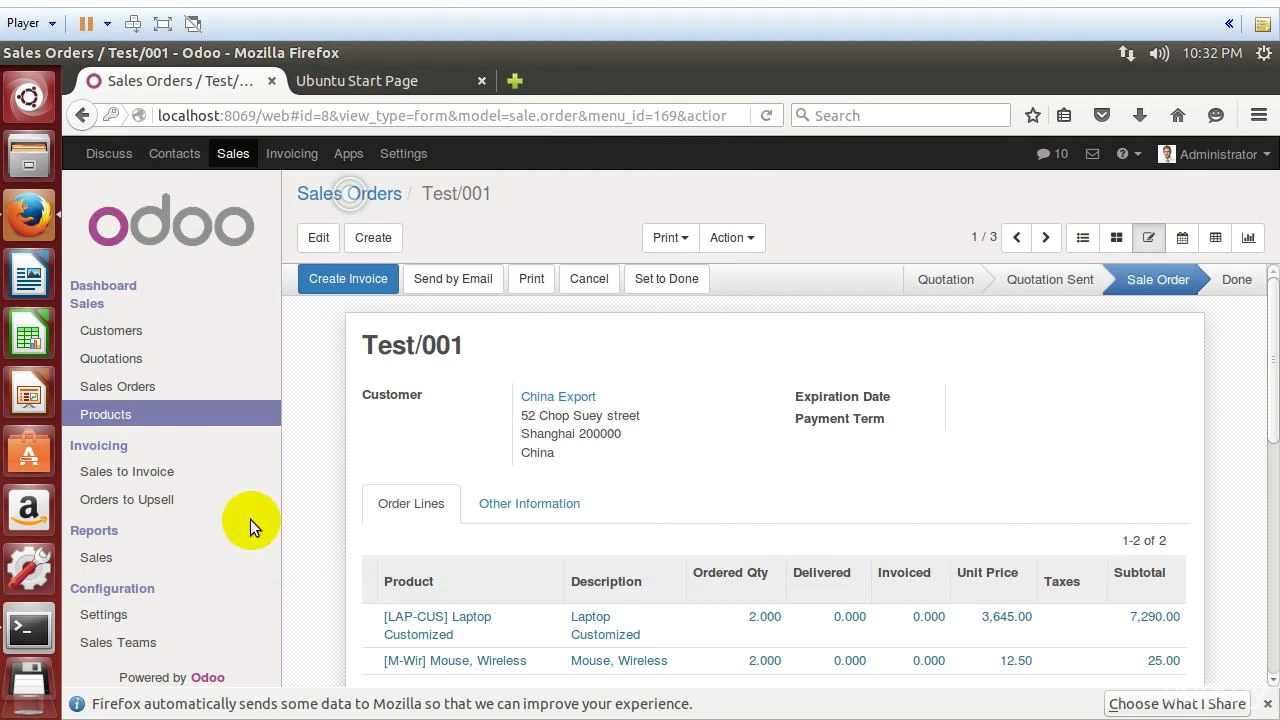 Player
Sales Orders / Test/001 - Odoo - Mozilla Firefox
10:32 PM
Sales Orders / Test/...
Ubuntu Start Page
localhost:8069/web#id=8&view_type=form&model=sale.order&menu_id=169&action
Search
Discuss Contacts Sales Invoicing Apps Settings
10
Administrator
odoo
Sales Orders / Test/001
Edit Create
Print Action
1 / 3
Create Invoice Send by Email Print Cancel Set to Done
Quotation Quotation Sent Sale Order Done
Dashboard
Sales
Customers
Quotations
Sales Orders
Products
Invoicing
Sales to Invoice
Orders to Upsell
Reports
Sales
Configuration
Settings
Sales Teams
Powered by Odoo
Test/001
Customer
China Export
52 Chop Suey street
Shanghai 200000
China
Expiration Date
Payment Term
Order Lines Other Information
1-2 of 2
Product Description Ordered Qty Delivered Invoiced Unit Price Taxes Subtotal
[LAP-CUS] Laptop Customized Laptop Customized 2.000 0.000 0.000 3,645.00 7,290.00
[M-Wir] Mouse, Wireless Mouse, Wireless 2.000 0.000 0.000 12.50 25.00
Firefox automatically sends some data to Mozilla so that we can improve your experience.
Choose What I Share